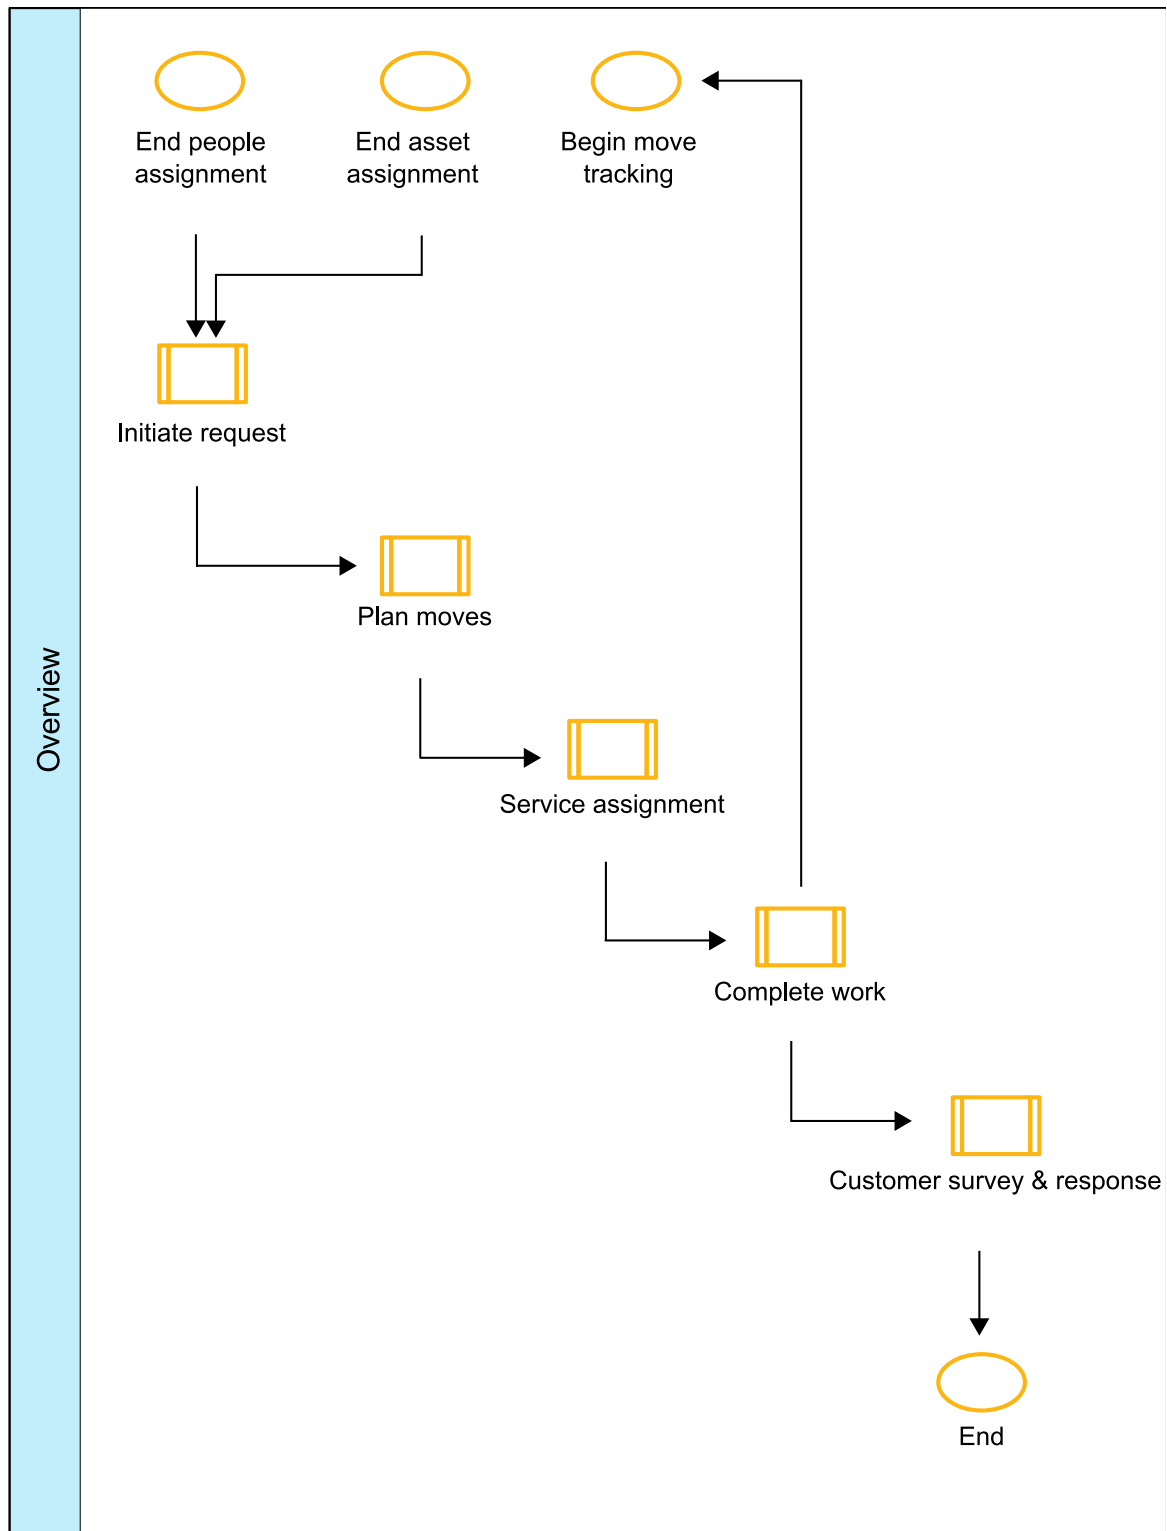 Overview
End people
assignment
End asset
assignment
Begin move
tracking
Initiate request
Plan moves
Service assignment
Complete work
Customer survey & response
End